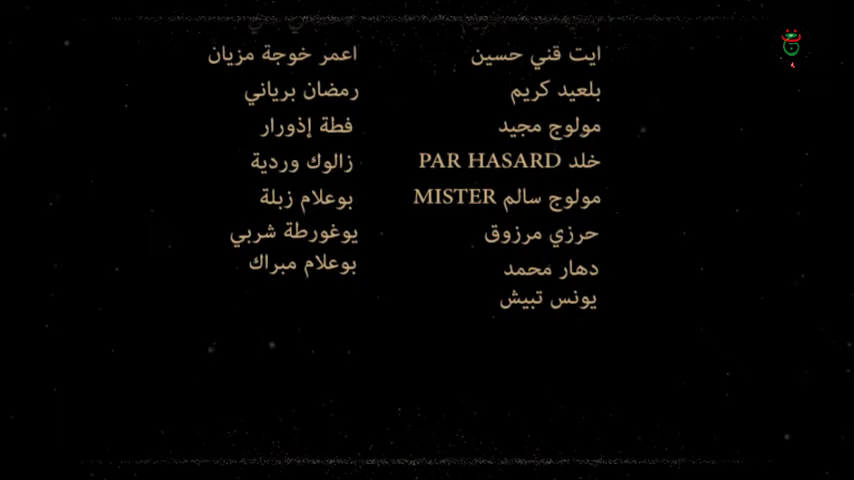 ايت قني حسين
بلعيد كريم
مولوج مجيد
خلد PAR HASARD
مولوج سالم MISTER
حرزي مرزوق
دهار محمد
يونس تبيش
اعمر خوجة مزيان
رمضان برياني
فطة إذورار
زالوك وردية
بوعلام زبلة
يوغورطة شربي
بوعلام مبراك